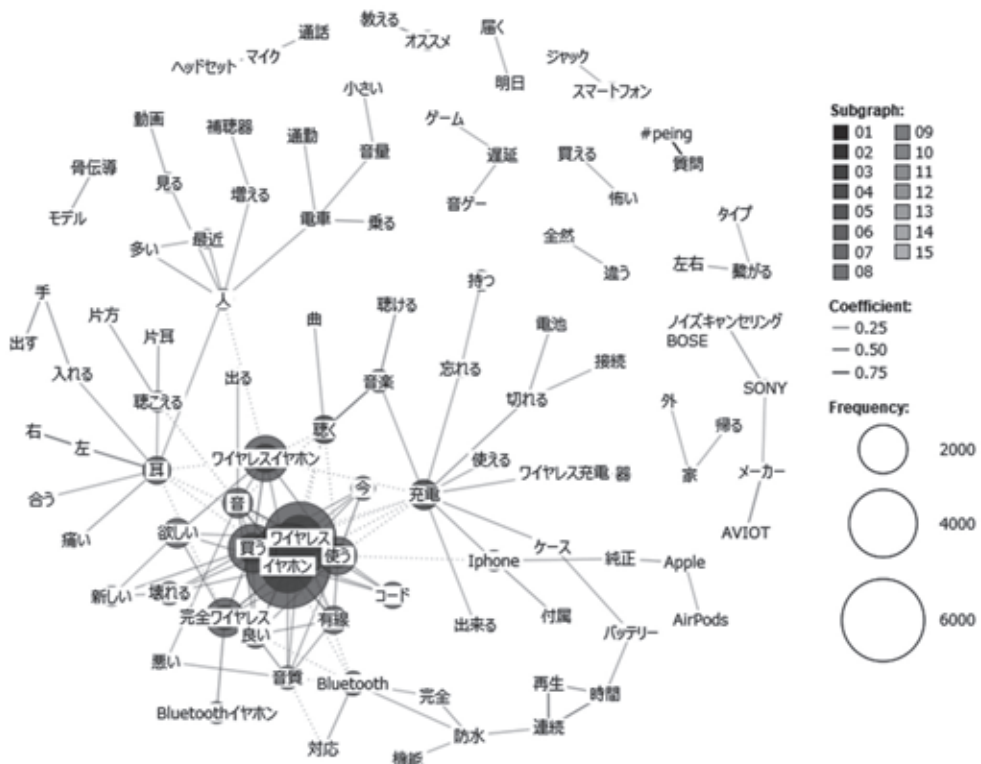 通話
教える
オススメ
届く
ヘッドセット
マイク
明日
ジャック
スマートフォン
小さい
動画
補聴器
通勤
音量
ゲーム
遅延
買える
#peing
質問
骨伝導
見る
増える
音ゲー
怖い
モデル
多い
最近
電車
乗る
全然
違う
タイプ
左右
繋がる
人
手
出す
片方
片耳
曲
聴ける
持つ
電池
ノイズキャンセリング
BOSE
入れる
聴こえる
出る
音楽
忘れる
接続
切れる
SONY
外
帰る
右
左
聴く
ワイヤレスイヤホン
耳
使える
ワイヤレス充電 器
家
メーカー
合う
音
今
充電
痛い
欲しい
買う
ワイヤレス
イヤホン
使う
AVIOT
Iphone
ケース
純正
Apple
新しい
壊れる
コード
完全ワイヤレス
良い
有線
出来る
付属
バッテリー
AirPods
悪い
音質
Bluetooth
完全
再生
時間
Bluetoothイヤホン
対応
防水
連続
機能
Subgraph:
01 09
02 10
03 11
04 12
05 13
06 14
07 15
08
Coefficient:
0.25
0.50
0.75
Frequency:
2000
4000
6000